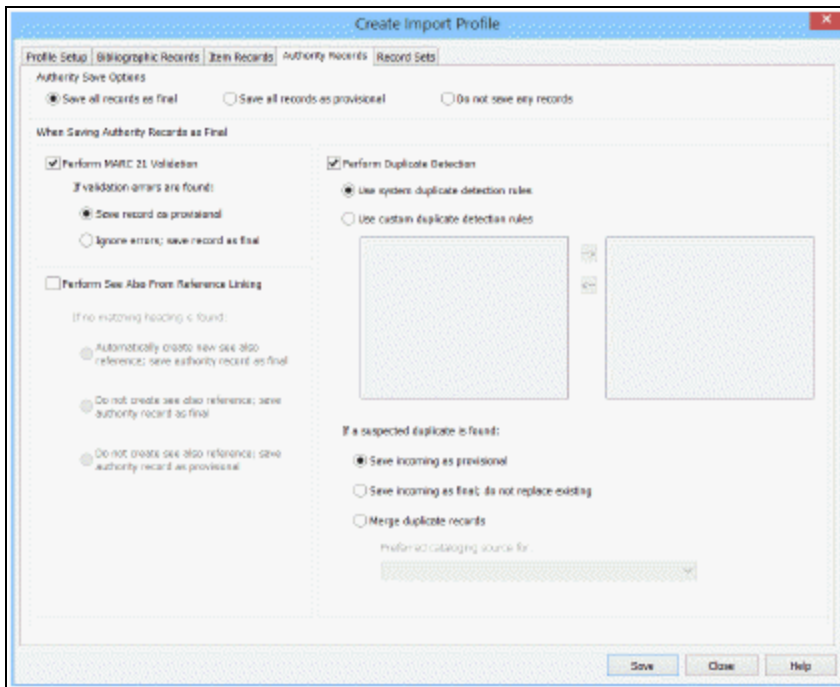 Create Import Profile
Profile Setup Bibliographic Records Item Records Authority Records Record Sets
Authority Save Options
Save all records as final Save all records as provisional Do not save any records
When Saving Authority Records as Final
Perform MARC 21 Validation
If validation errors are found:
Save record as provisional
Ignore errors; save record as final
Perform See Also From Reference Linking
If no matching heading is found:
Automatically create new see also
reference; save authority record as final
Do not create see also reference; save
authority record as final
Do not create see also reference; save
authority record as provisional
Perform Duplicate Detection
Use system duplicate detection rules
Use custom duplicate detection rules
If a suspected duplicate is found:
Save incoming as provisional
Save incoming as final; do not replace existing
Merge duplicate records
Preferred cataloging source for:
Save Close Help